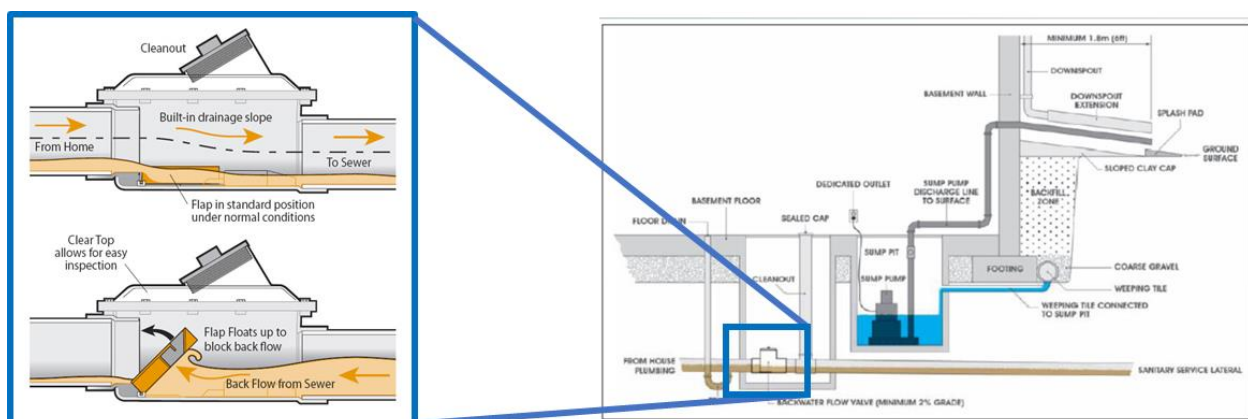 Cleanout
Built-in drainage slope
From Home
To Sewer
Flap in standard position
under normal conditions
Clear Top
allows for easy
inspection
Flap Floats up to
block back flow
Back Flow from Sewer
MINIMUM 1.8m (6ft)
DOWNSPOUT
BASEMENT WALL
DOWNSPOUT
EXTENSION
SPLASH PAD
GROUND
SURFACE
SLOPED CLAY CAP
DEDICATED OUTLET
SUMP PUMP
DISCHARGE LINE
TO SURFACE
BACKFILL
ZONE
BASEMENT FLOOR
FLOOR DRAIN
SEALED CAP
SUMP PIT
CLEANOUT
SUMP PUMP
FOOTING
COARSE GRAVEL
WEEPING TILE
WEEPING TILE CONNECTED
TO SUMP PIT
FROM HOUSE
PLUMBING
SANITARY SERVICE LATERAL
BACKWATER FLOW VALVE (MINIMUM 2% GRADE)